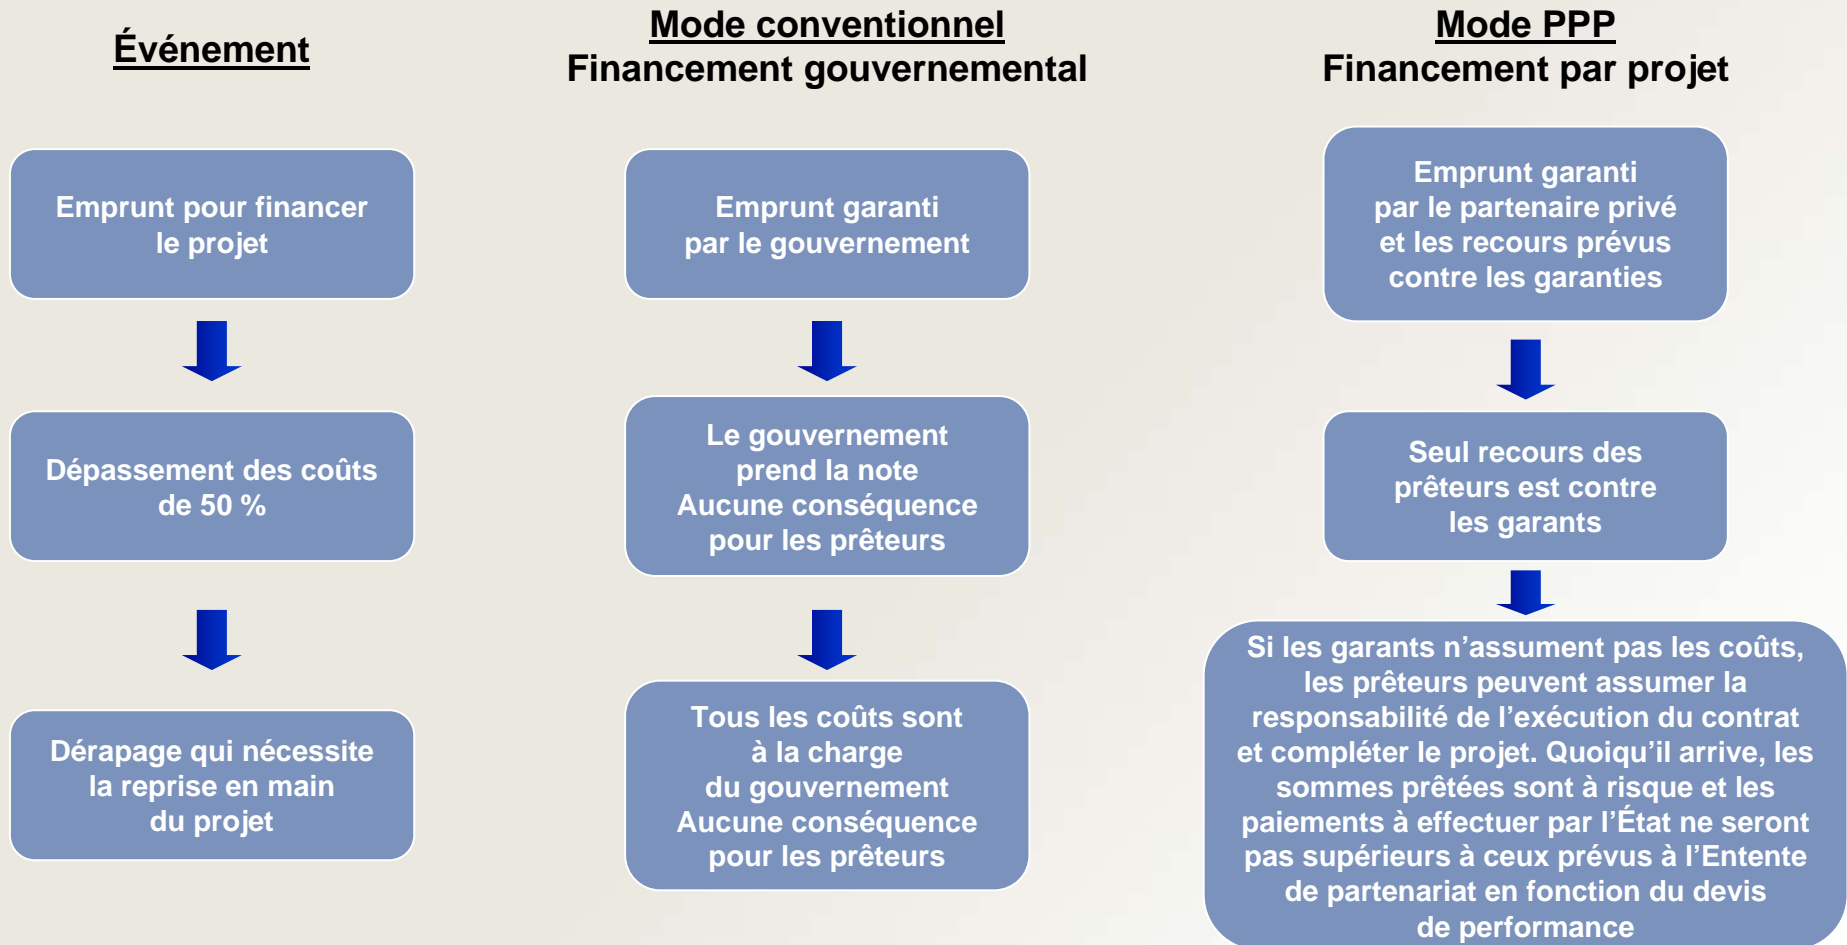 Événement
Mode conventionnel
Financement gouvernemental
Mode PPP
Financement par projet
Emprunt pour financer
le projet
Emprunt garanti
par le gouvernement
Emprunt garanti
par le partenaire privé
et les recours prévus
contre les garanties
Dépassement des coûts
de 50 %
Le gouvernement
prend la note
Aucune conséquence
pour les prêteurs
Seul recours des
prêteurs est contre
les garants
Dérapage qui nécessite
la reprise en main
du projet
Tous les coûts sont
à la charge
du gouvernement
Aucune conséquence
pour les prêteurs
Si les garants n’assument pas les coûts,
les prêteurs peuvent assumer la
responsabilité de l’exécution du contrat
et compléter le projet. Quoiqu’il arrive, les
sommes prêtées sont à risque et les
paiements à effectuer par l’État ne seront
pas supérieurs à ceux prévus à l’Entente
de partenariat en fonction du devis
de performance